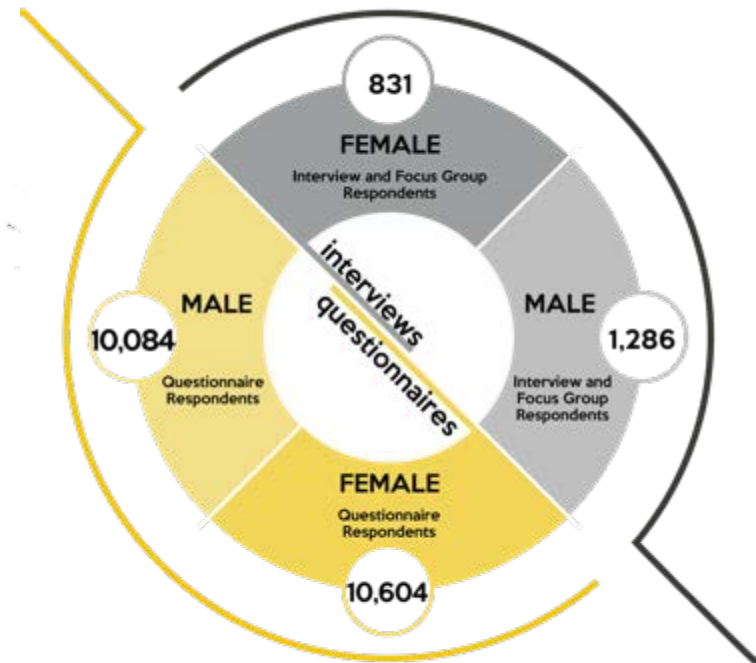 831
FEMALE
Interview and Focus Group
Respondents
interviews
questionnaires
MALE
10,084
Questionnaire
Respondents
MALE
1,286
Interview and
Focus Group
Respondents
FEMALE
Questionnaire
Respondents
10,604